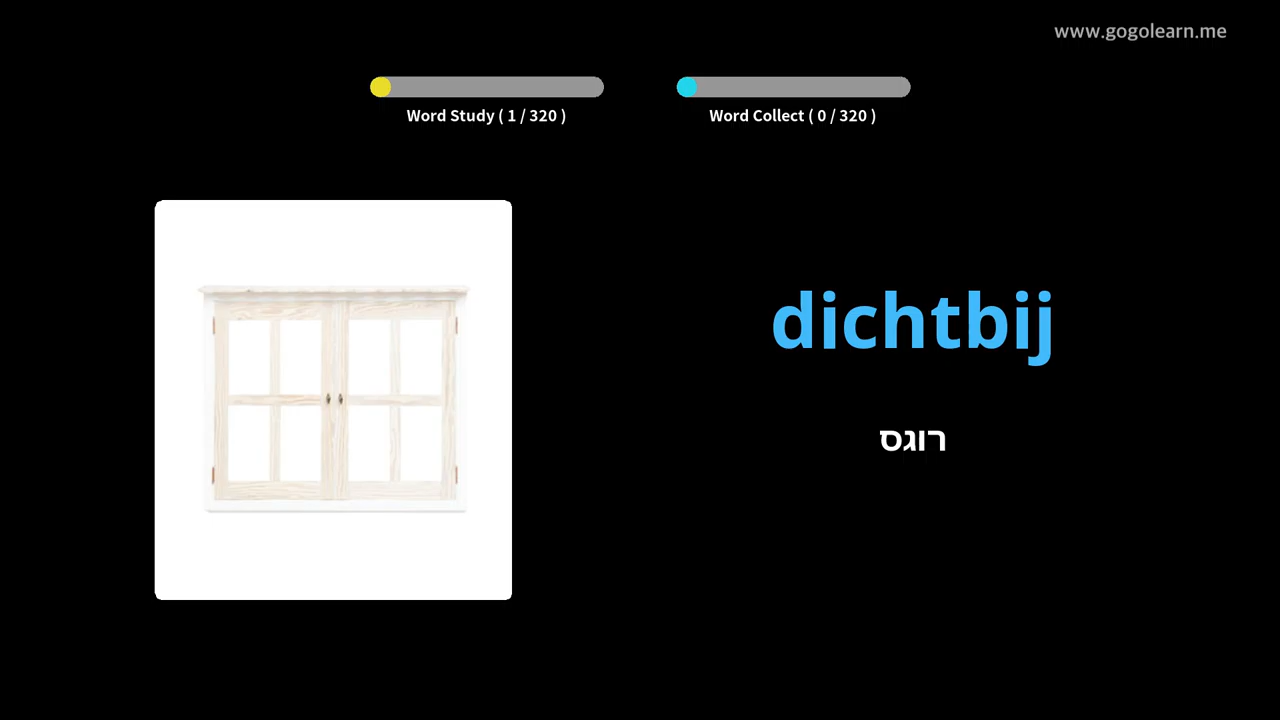 www.gogolearn.me
Word Study ( 1 / 320 )
Word Collect ( 0 / 320 )
dichtbij
רוגס